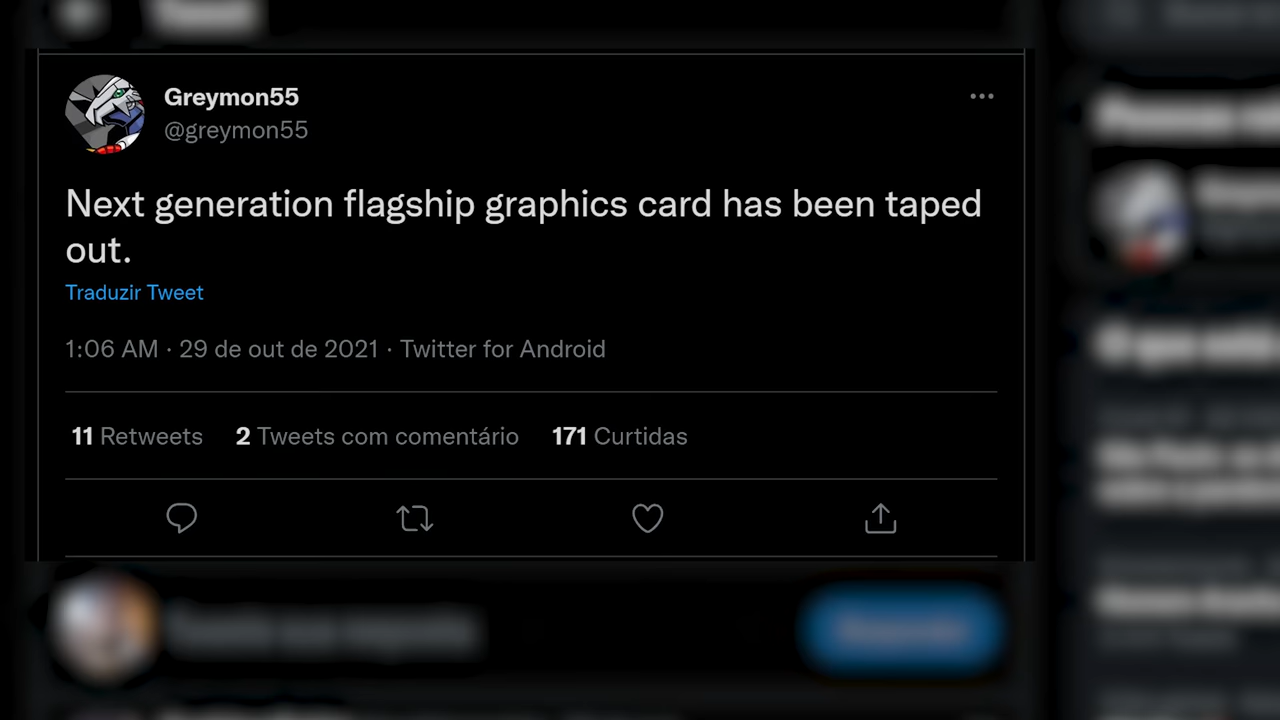 Greymon55
@greymon55
Next generation flagship graphics card has been taped
out.
Traduzir Tweet
1:06 AM · 29 de out de 2021 · Twitter for Android
11 Retweets 2 Tweets com comentário 171 Curtidas